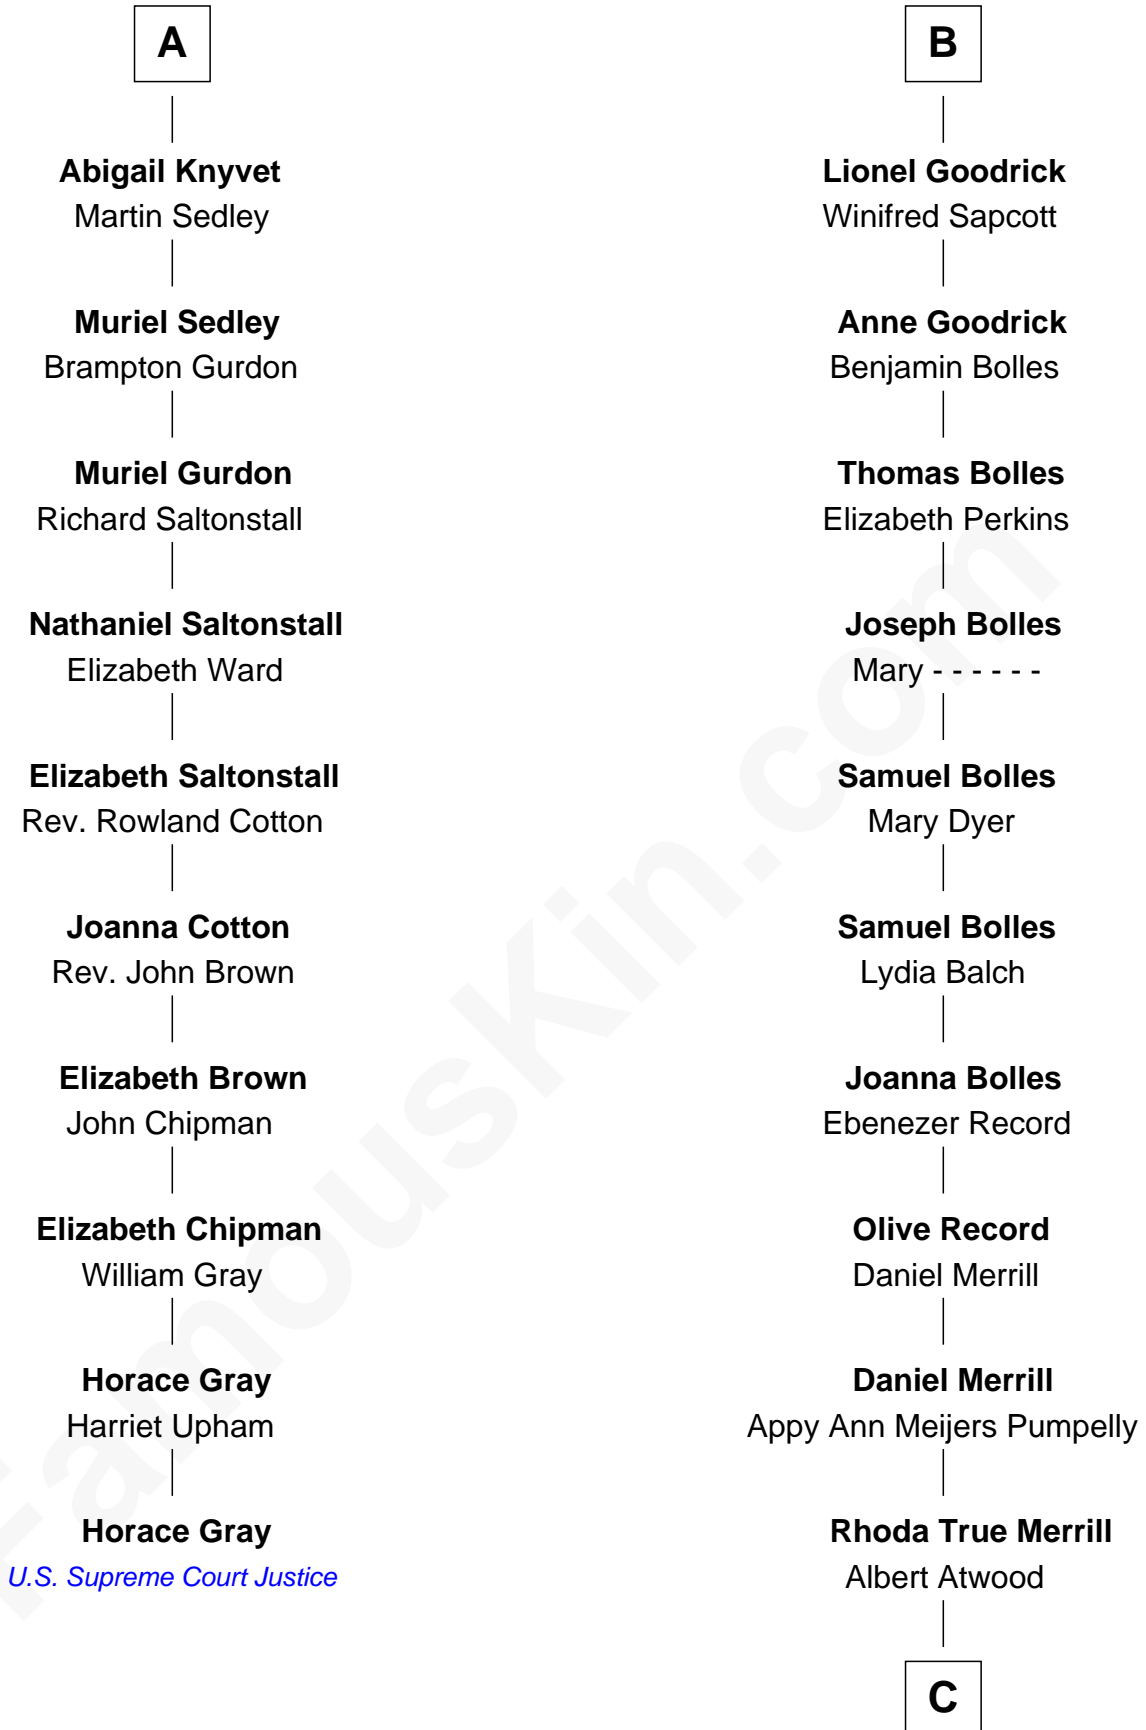 A
Abigail Knyvet
Martin Sedley
Muriel Sedley
Brampton Gurdon
Muriel Gurdon
Richard Saltonstall
Nathaniel Saltonstall
Elizabeth Ward
Elizabeth Saltonstall
Rev. Rowland Cotton
Joanna Cotton
Rev. John Brown
Elizabeth Brown
John Chipman
Elizabeth Chipman
William Gray
Horace Gray
Harriet Upham
Horace Gray
U.S. Supreme Court Justice
B
Lionel Goodrick
Winifred Sapcott
Anne Goodrick
Benjamin Bolles
Thomas Bolles
Elizabeth Perkins
Joseph Bolles
Mary - - - - - -
Samuel Bolles
Mary Dyer
Samuel Bolles
Lydia Balch
Joanna Bolles
Ebenezer Record
Olive Record
Daniel Merrill
Daniel Merrill
Appy Ann Meijers Pumpelly
Rhoda True Merrill
Albert Atwood
C
FamousKin.com